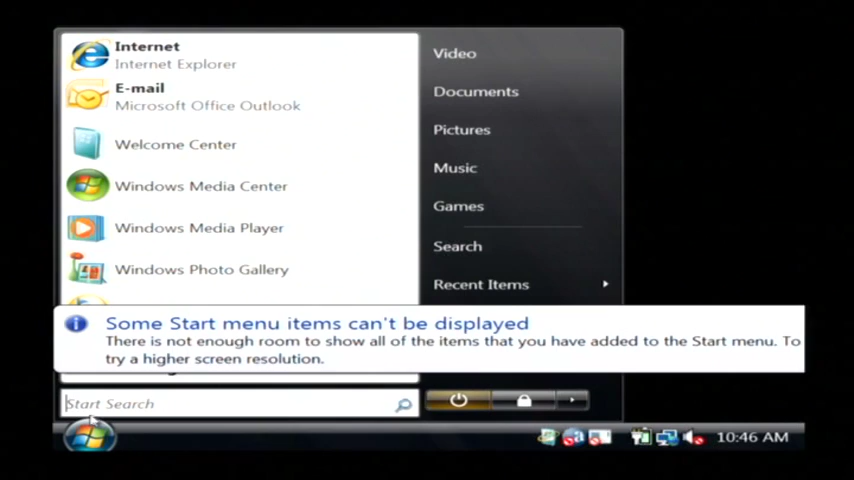 Internet
Internet Explorer
E-mail
Microsoft Office Outlook
Welcome Center
Windows Media Center
Windows Media Player
Windows Photo Gallery
Video
Documents
Pictures
Music
Games
Search
Recent Items
Some Start menu items can't be displayed
There is not enough room to show all of the items that you have added to the Start menu. To
try a higher screen resolution.
Start Search
10:46 AM